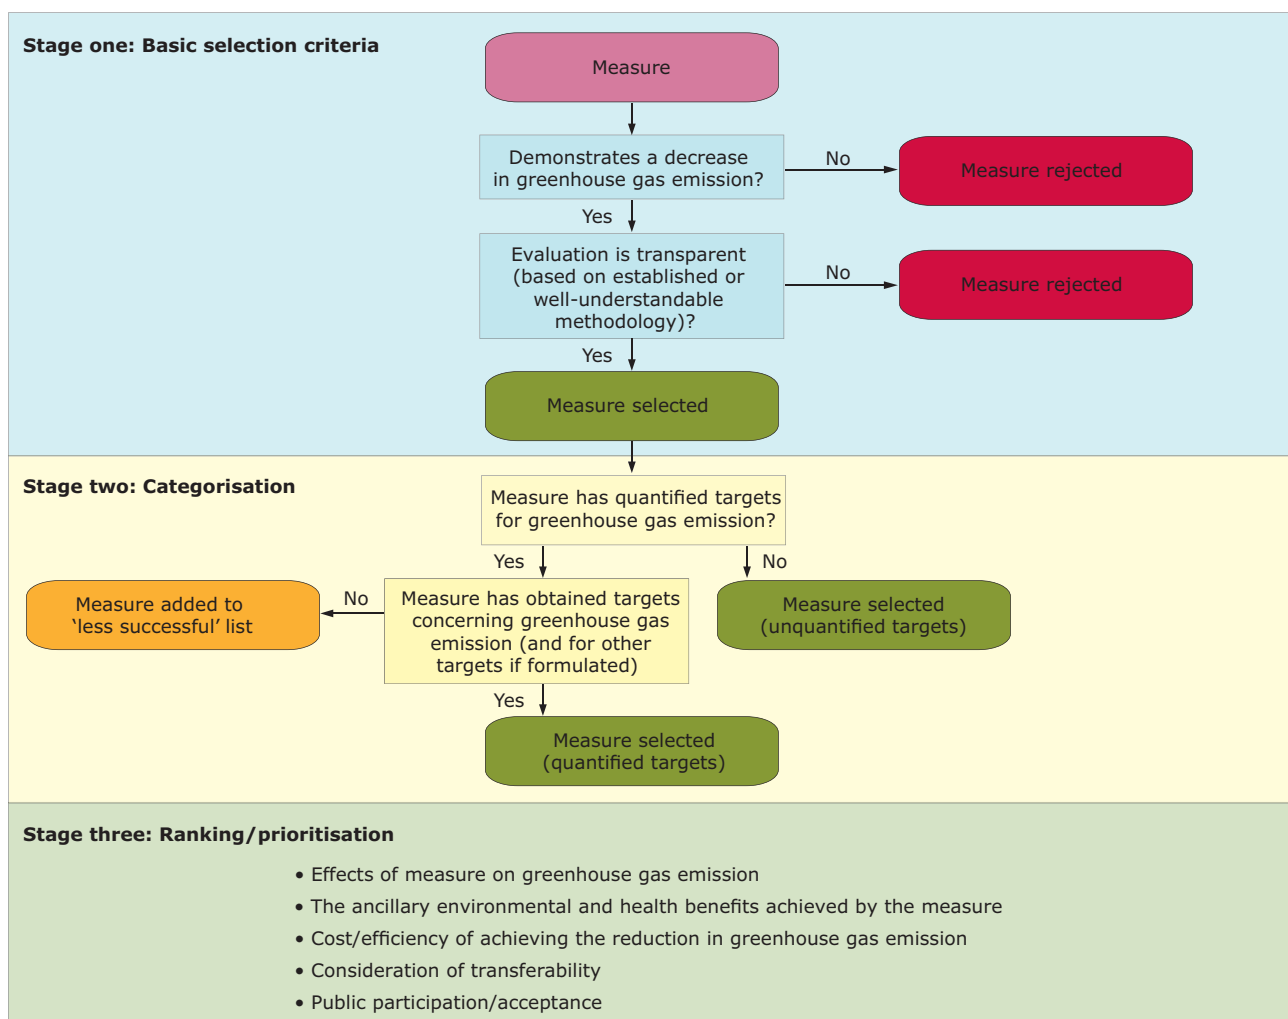 Stage one: Basic selection criteria
Measure
Demonstrates a decrease
in greenhouse gas emission?
No
Measure rejected
Yes
Evaluation is transparent
(based on established or
well-understandable
methodology)?
No
Measure rejected
Yes
Measure selected
Stage two: Categorisation
Measure has quantified targets
for greenhouse gas emission?
Yes
No
Measure added to
‘less successful’ list
No
Measure has obtained targets
concerning greenhouse gas
emission (and for other
targets if formulated)
Measure selected
(unquantified targets)
Yes
Measure selected
(quantified targets)
Stage three: Ranking/prioritisation
• Effects of measure on greenhouse gas emission
• The ancillary environmental and health benefits achieved by the measure
• Cost/efficiency of achieving the reduction in greenhouse gas emission
• Consideration of transferability
• Public participation/acceptance